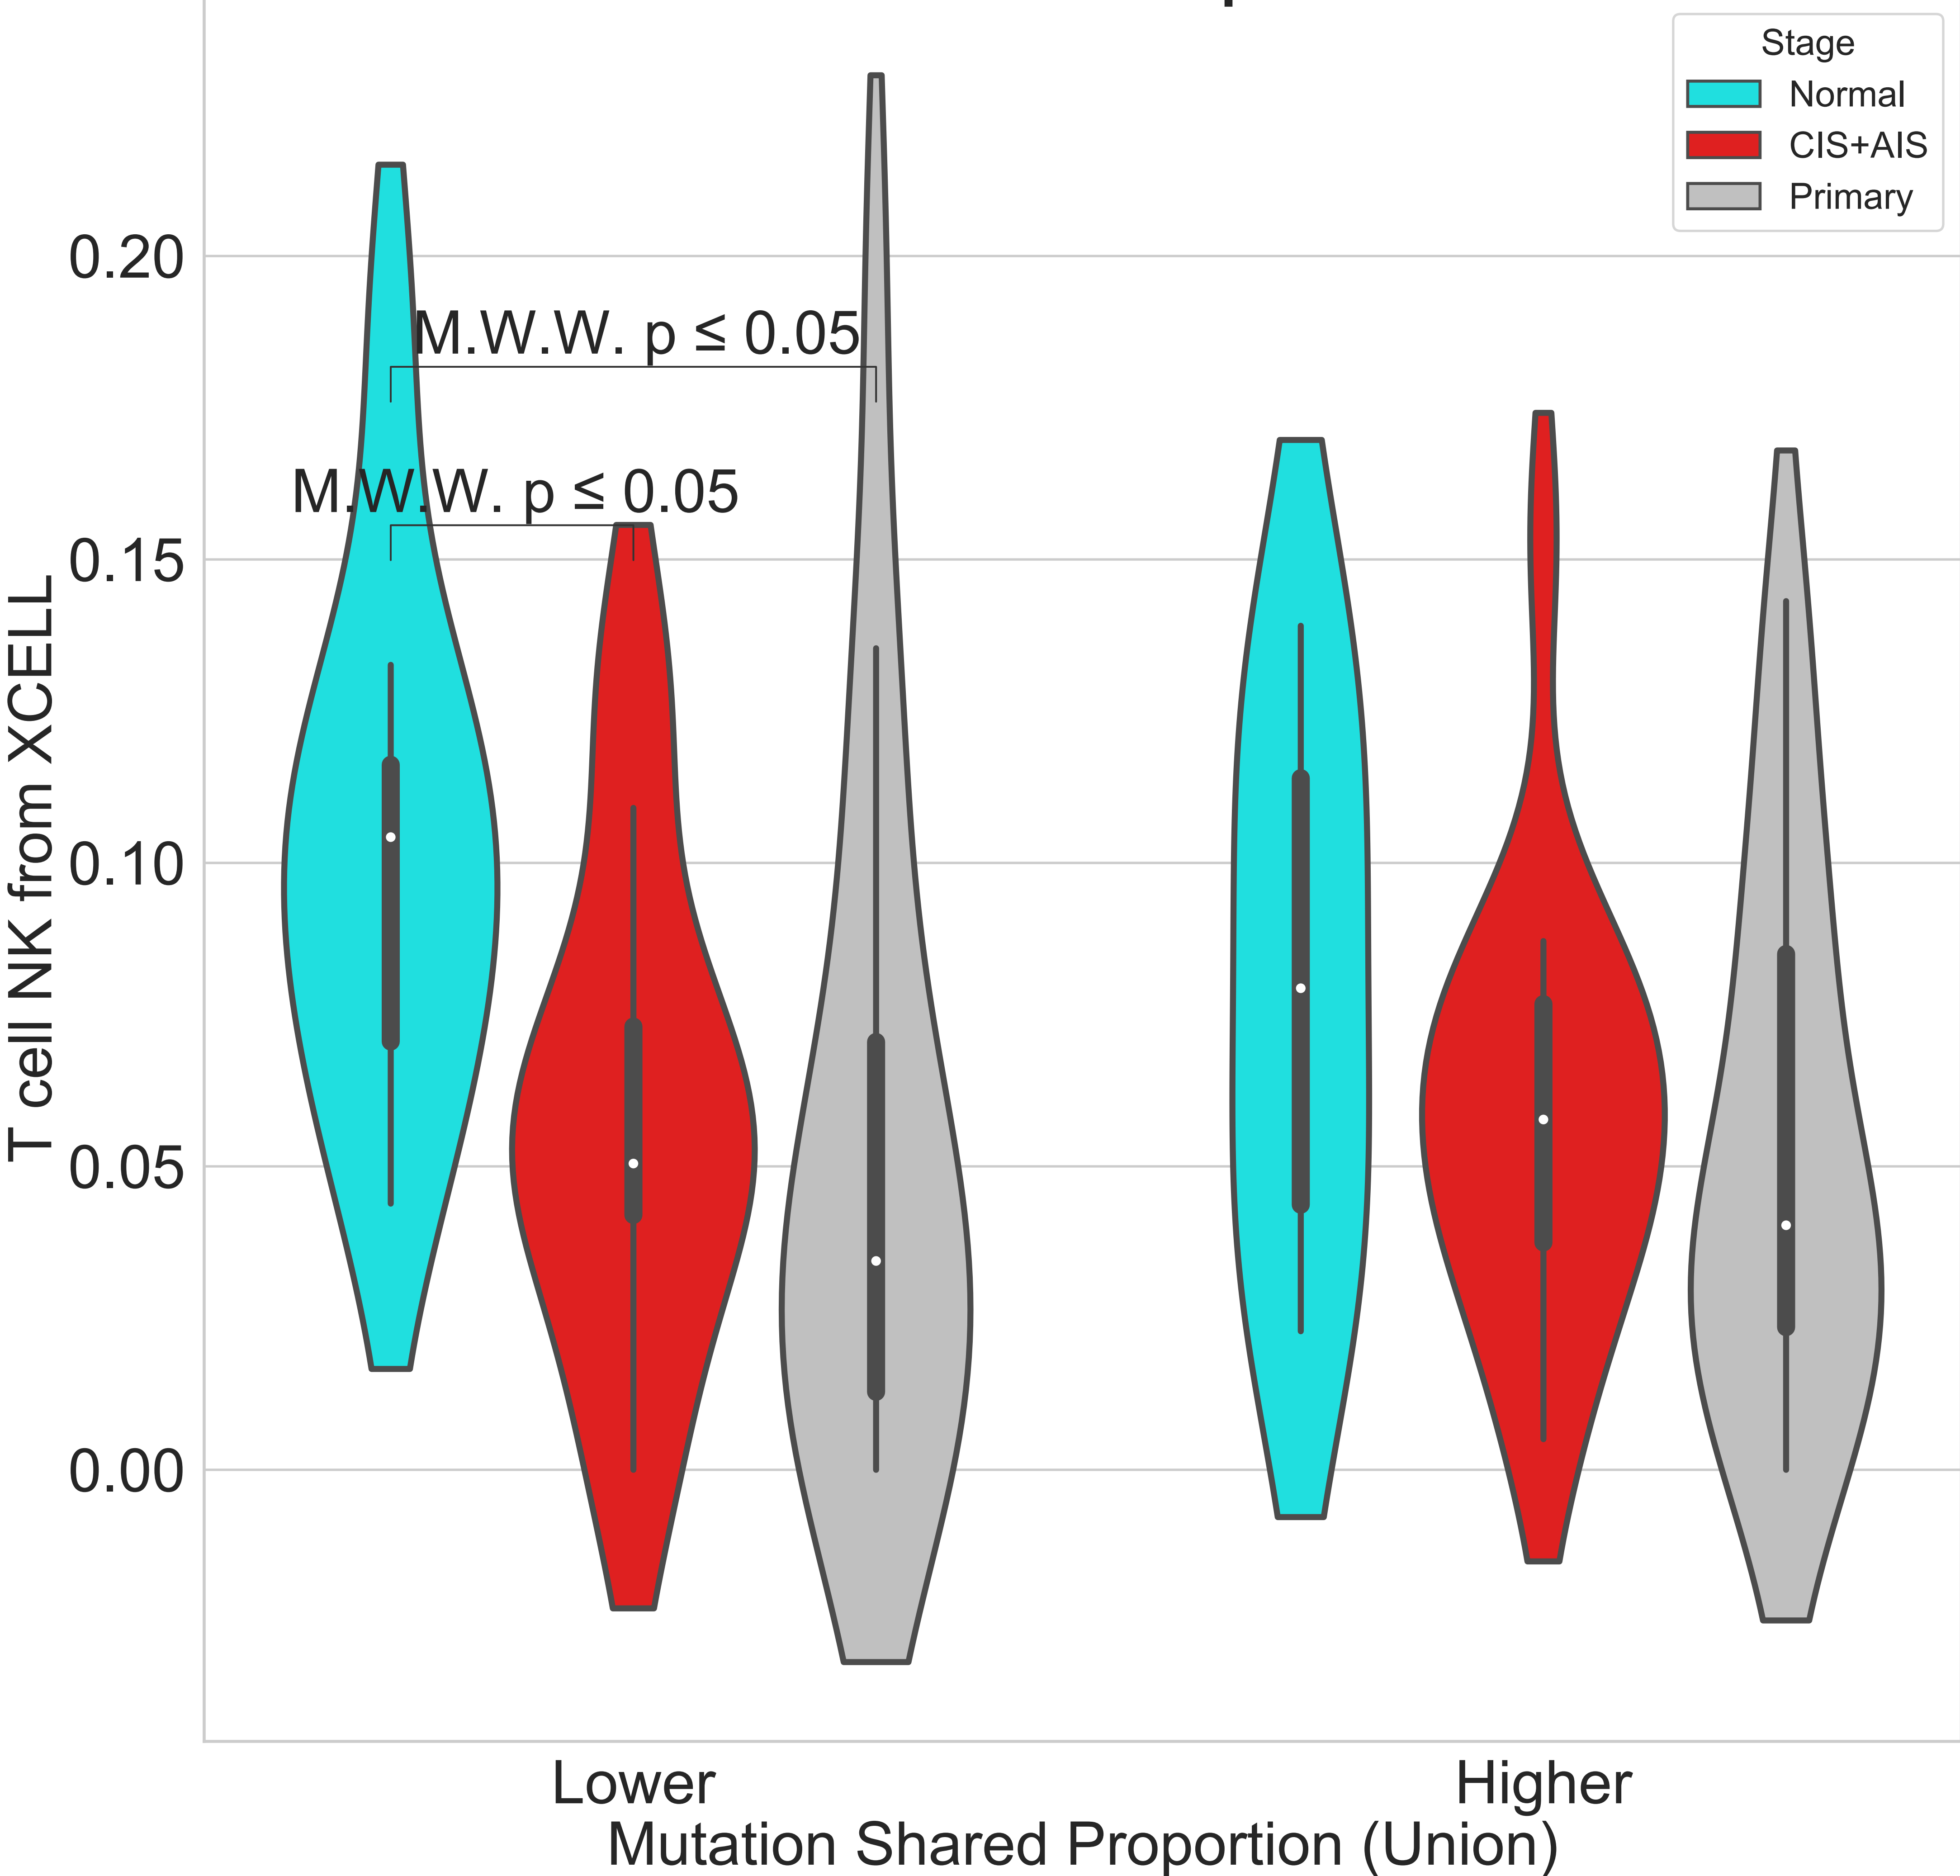 Stage
Normal
CIS+AIS
Primary
0.20
0.15
0.10
0.05
0.00
T cell NK from XCELL
M.W.W. p ≤ 0.05
M.W.W. p ≤ 0.05
Lower
Higher
Mutation Shared Proportion (Union)